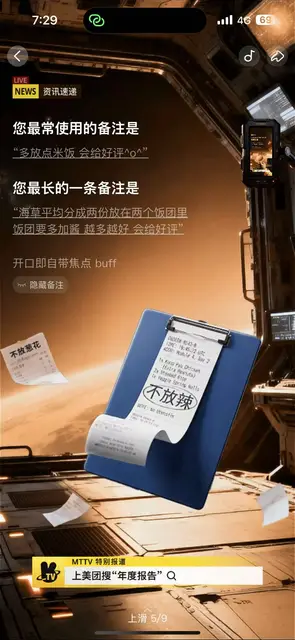 7:29
4G 69
LIVE
NEWS 资讯速递
您最常使用的备注是
“多放点米饭 会给好评^o^”
您最长的一条备注是
“海草平均分成两份放在两个饭团里
饭团要多加酱 越多越好 会给好评”
开口即自带焦点 buff
隐藏备注
不放葱花
不放辣
MTTV 特别报道
TV
上美团搜“年度报告”
上滑 5/9